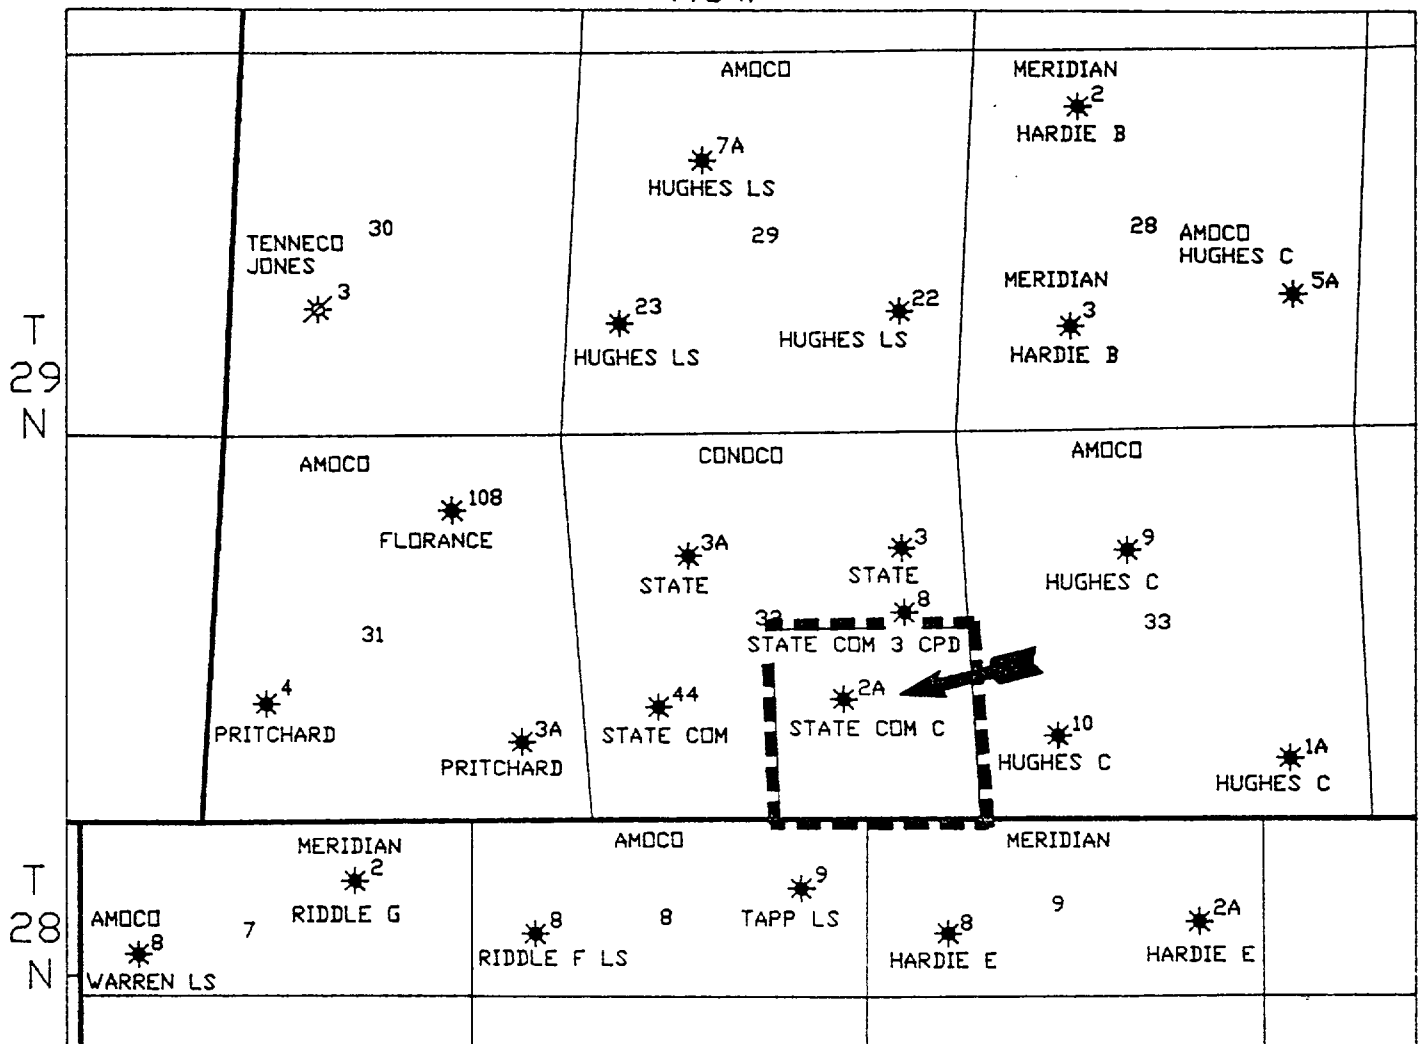 AMOCO
MERIDIAN
2
HARDIE B
7A
HUGHES LS
30
29
28
TENNECO
JONES
3
AMOCO
HUGHES C
5A
MERIDIAN
3
HARDIE B
23
HUGHES LS
22
HUGHES LS
T
29
N
AMOCO
CONOCO
AMOCO
108
FLORANCE
3A
STATE
3
STATE
8
9
HUGHES C
31
33
STATE COM 3 CPD
4
PRITCHARD
3A
PRITCHARD
44
STATE COM
2A
STATE COM C
10
HUGHES C
1A
HUGHES C
T
28
N
MERIDIAN
2
RIDDLE G
AMOCO
8
WARREN LS
7
AMOCO
8
RIDDLE F LS
8
9
TAPP LS
MERIDIAN
8
HARDIE E
9
2A
HARDIE E